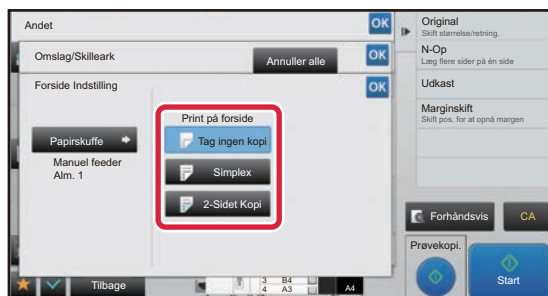 Andet
OK
Omslag/Skilleark
Annuller alle
OK
Forside Indstilling
OK
Print på forside
Papirskuffe
Tag ingen kopi
Manuel feeder
Alm. 1
Simplex
2-Sidet Kopi
Original
Skift størrelse/retning.
N-Op
Læg flere sider på én side
Udkast
Marginskift
Skift pos. for at opnå margen
Forhåndsvis
CA
Prøvekopi.
Start
Tilbage
3 B4
4 A3
A4